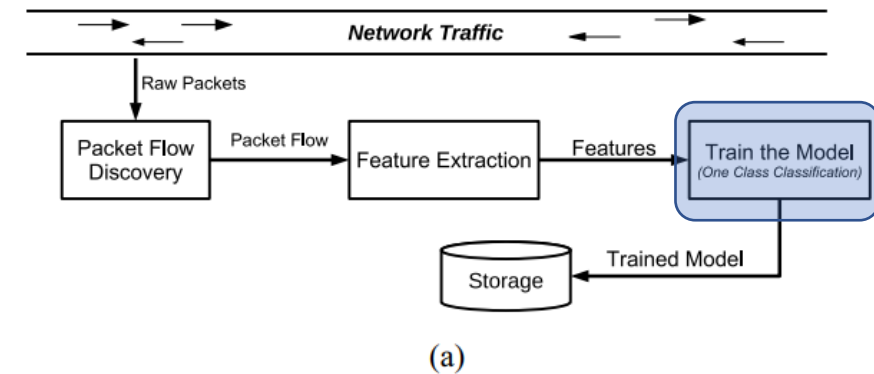 Network Traffic
Raw Packets
Packet Flow
Discovery
Packet Flow
Feature Extraction
Features
Train the Model
(One Class Classification)
Trained Model
Storage
(a)